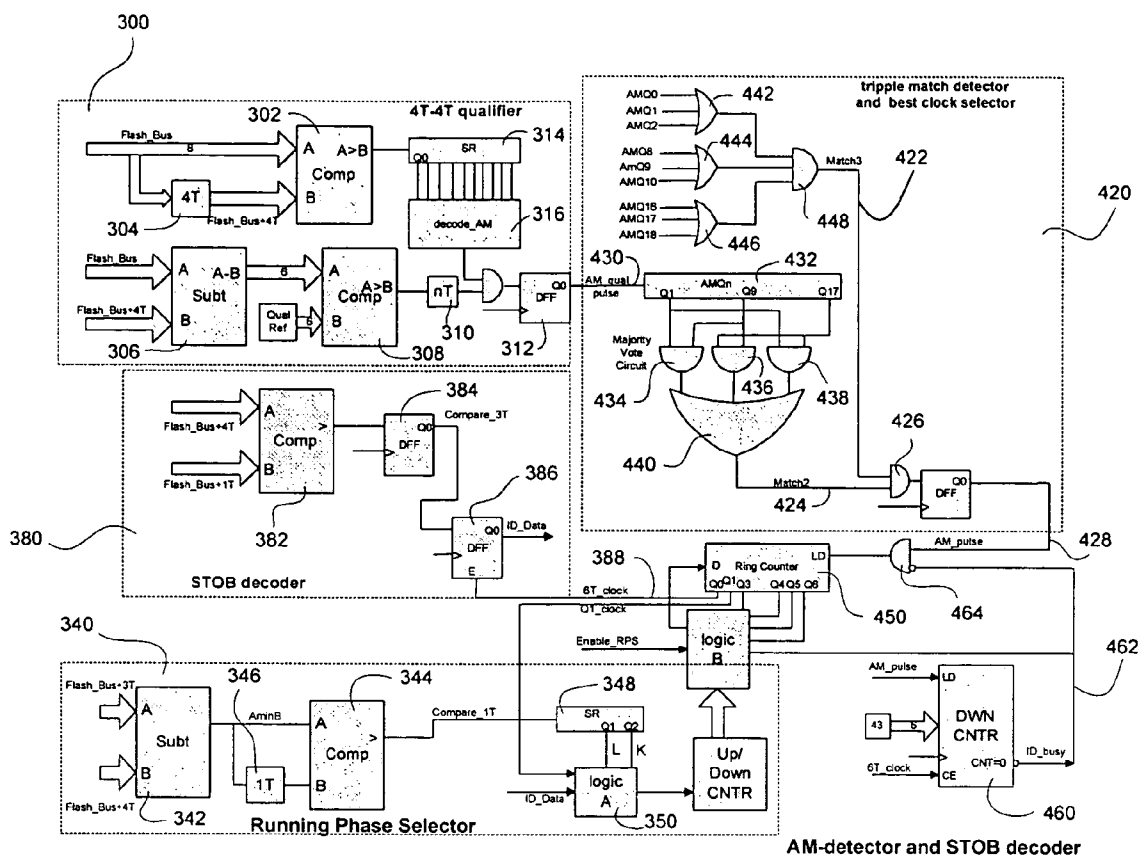 300
4T-4T qualifier
302
Flash_Bus
8
A
A>B
Comp
B
4T
304
Flash_Bus+4T
314
SR
Q0
316
decode_AM
Flash_Bus
A
A-B
Subt
B
Flash_Bus+4T
306
6
Qual
Ref
6
A
A>B
Comp
B
308
nT
310
Q0
DFF
312
tripple match detector
and best clock selector
AMQ0
AMQ1
AMQ2
442
AMQ8
AmQ9
AMQ10
444
AMQ16
AMQ17
AMQ18
446
448
Match3
422
420
430
AM_qual
pulse
432
AMQn
Q1
Q9
Q17
Majority
Vote
Circuit
434
436
438
440
Match2
424
426
Q0
DFF
428
AM_pulse
380
A
Comp
>
B
Flash_Bus+4T
Flash_Bus+1T
382
384
Q0
DFF
Compare_3T
386
Q0
DFF
E
ID_Data
STOB decoder
388
6T_clock
Q1_clock
D
Ring Counter
LD
Q0
Q1
Q3
Q4
Q5
Q6
450
464
Enable_RPS
logic
B
462
340
Flash_Bus+3T
A
Subt
B
Flash_Bus+4T
342
346
AminB
1T
344
A
Comp
>
B
Compare_1T
348
SR
Q1
Q2
L
K
logic
A
350
ID_Data
Up/
Down
CNTR
Running Phase Selector
AM_pulse
LD
43
6
DWN
CNTR
CNT=0
6T_clock
CE
ID_busy
460
AM-detector and STOB decoder